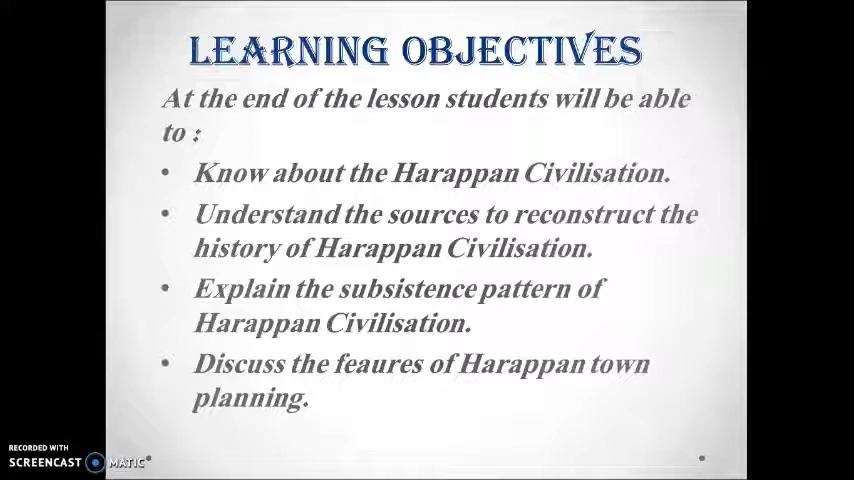 LEARNING OBJECTIVES
At the end of the lesson students will be able
to :
• Know about the Harappan Civilisation.
• Understand the sources to reconstruct the
history of Harappan Civilisation.
• Explain the subsistence pattern of
Harappan Civilisation.
• Discuss the feaures of Harappan town
planning.
RECORDED WITH
SCREENCAST MATIC